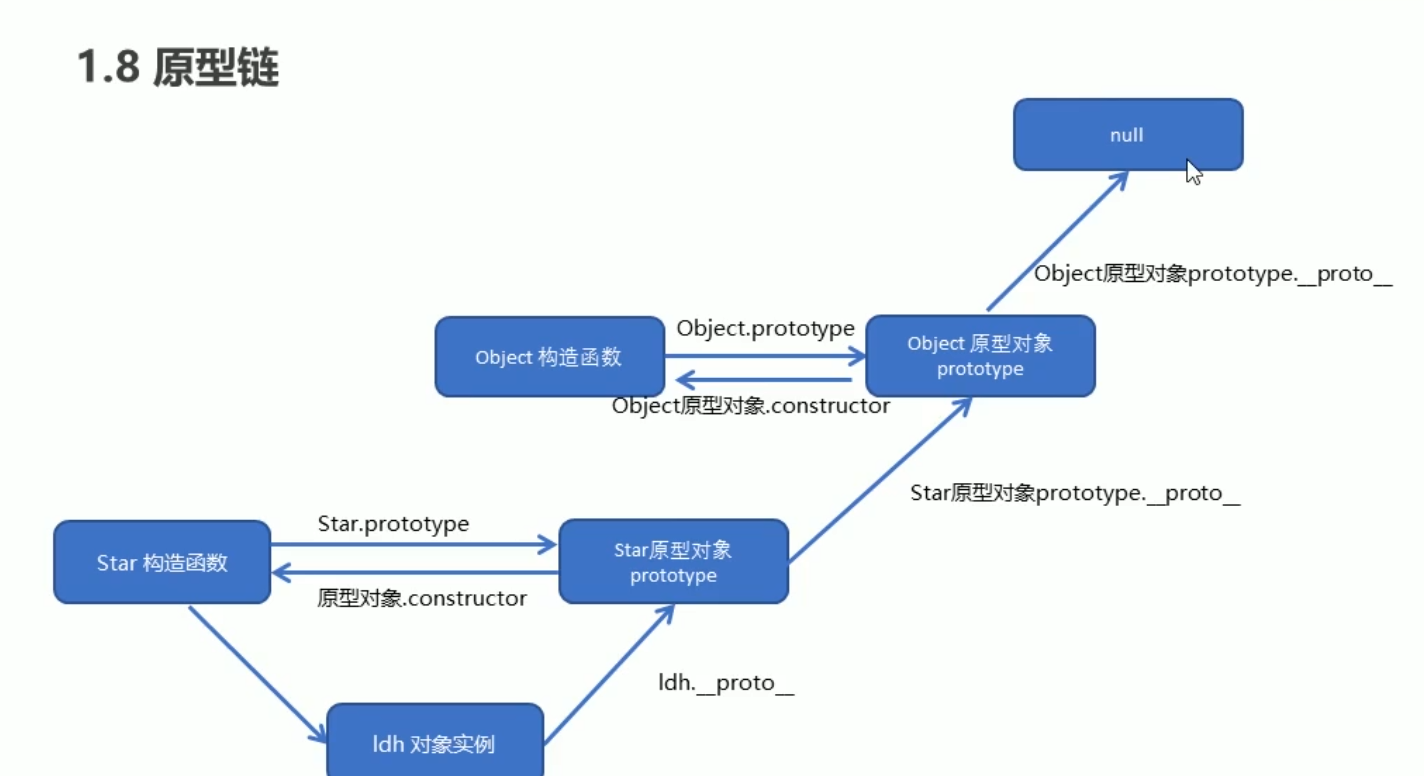 1.8 原型链
null
Object原型对象prototype.__proto__
Object.prototype
Object 构造函数
Object 原型对象
prototype
Object原型对象.constructor
Star原型对象prototype.__proto__
Star.prototype
Star 构造函数
Star原型对象
prototype
原型对象.constructor
ldh.__proto__
ldh 对象实例